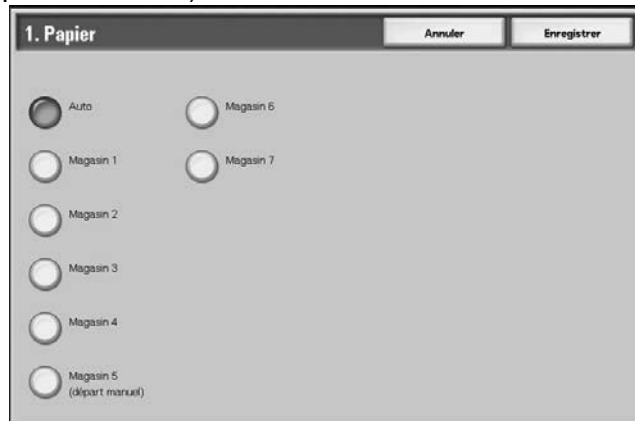 1. Papier
Annuler
Enregistrer
Auto
Magasin 1
Magasin 2
Magasin 3
Magasin 4
Magasin 5
(départ manuel)
Magasin 6
Magasin 7